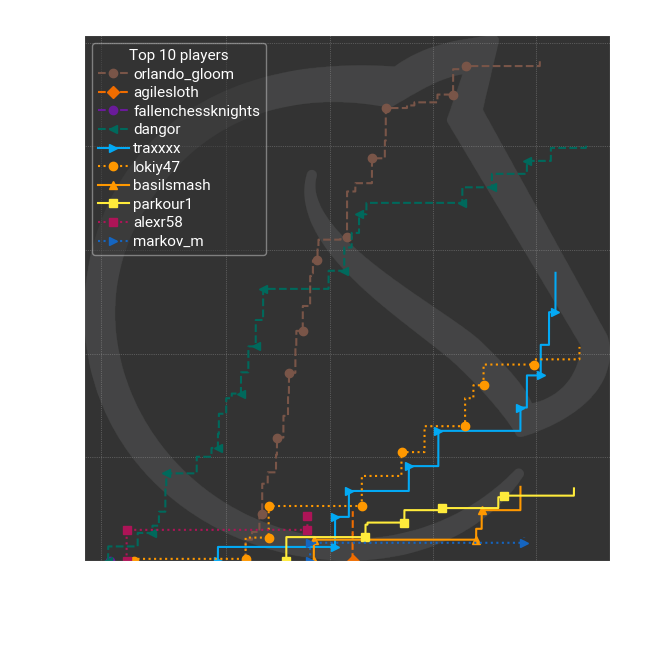 Top 10 players
orlando_gloom
agilesloth
fallenchessknights
dangor
traxxxx
lokiy47
basilsmash
parkour1
alexr58
markov_m